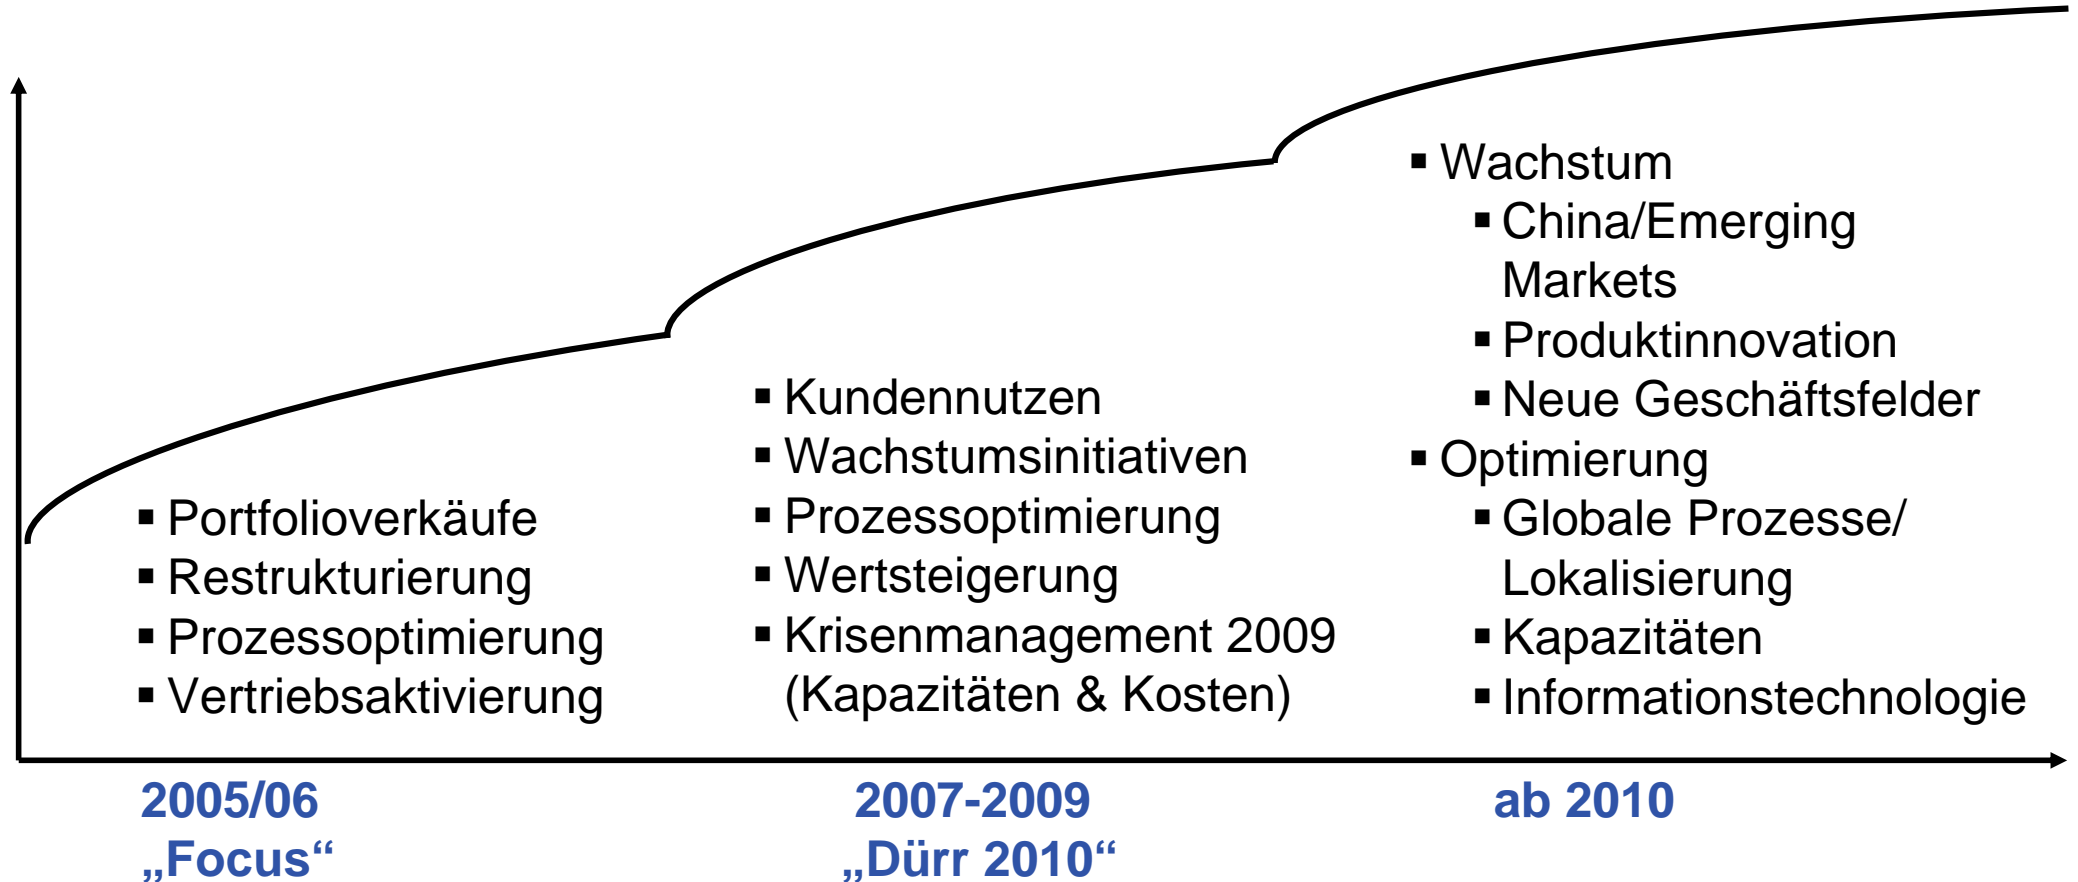 ▪ Portfolioverkäufe
▪ Restrukturierung
▪ Prozessoptimierung
▪ Vertriebsaktivierung
2005/06
„Focus“
▪ Kundennutzen
▪ Wachstumsinitiativen
▪ Prozessoptimierung
▪ Wertsteigerung
▪ Krisenmanagement 2009
(Kapazitäten & Kosten)
2007-2009
„Dürr 2010“
▪ Wachstum
▪ China/Emerging
Markets
▪ Produktinnovation
▪ Neue Geschäftsfelder
▪ Optimierung
▪ Globale Prozesse/
Lokalisierung
▪ Kapazitäten
▪ Informationstechnologie
ab 2010